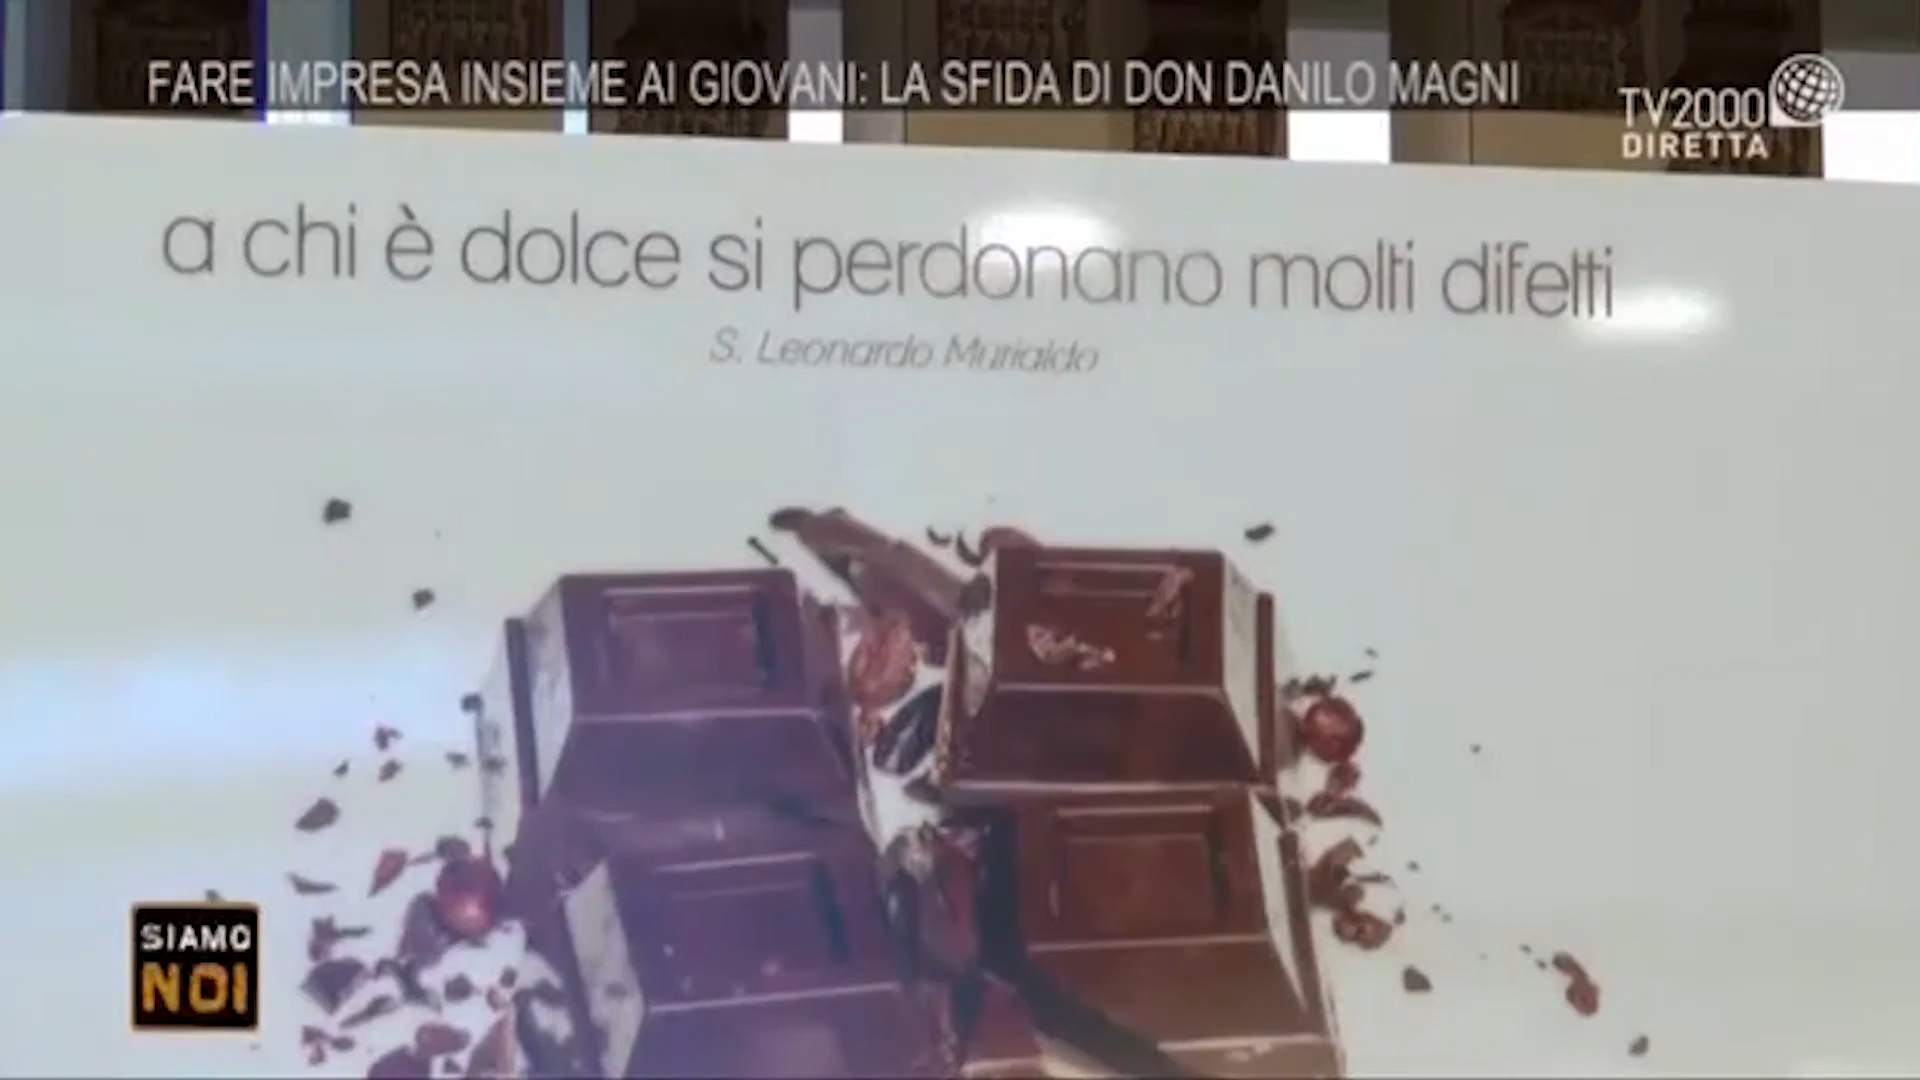 FARE IMPRESA INSIEME AI GIOVANI: LA SFIDA DI DON DANILO MAGNI
TV2000
DIRETTA
a chi è dolce si perdonano molti difetti
S. Leonardo Murialdo
SIAMO
NOI